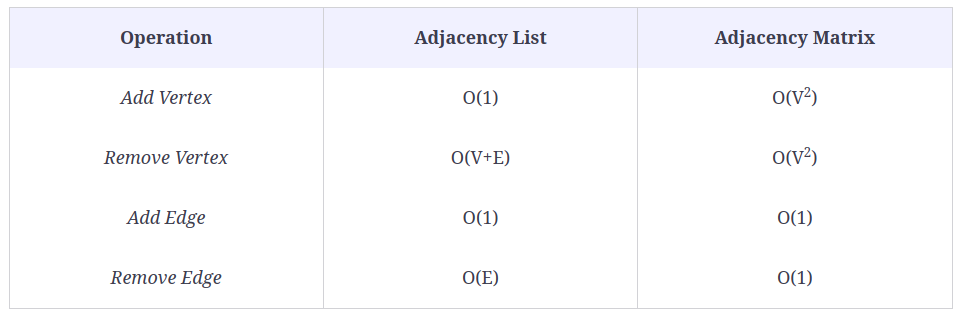 Operation Adjacency List Adjacency Matrix
Add Vertex O(1) O(V²)
Remove Vertex O(V+E) O(V²)
Add Edge O(1) O(1)
Remove Edge O(E) O(1)